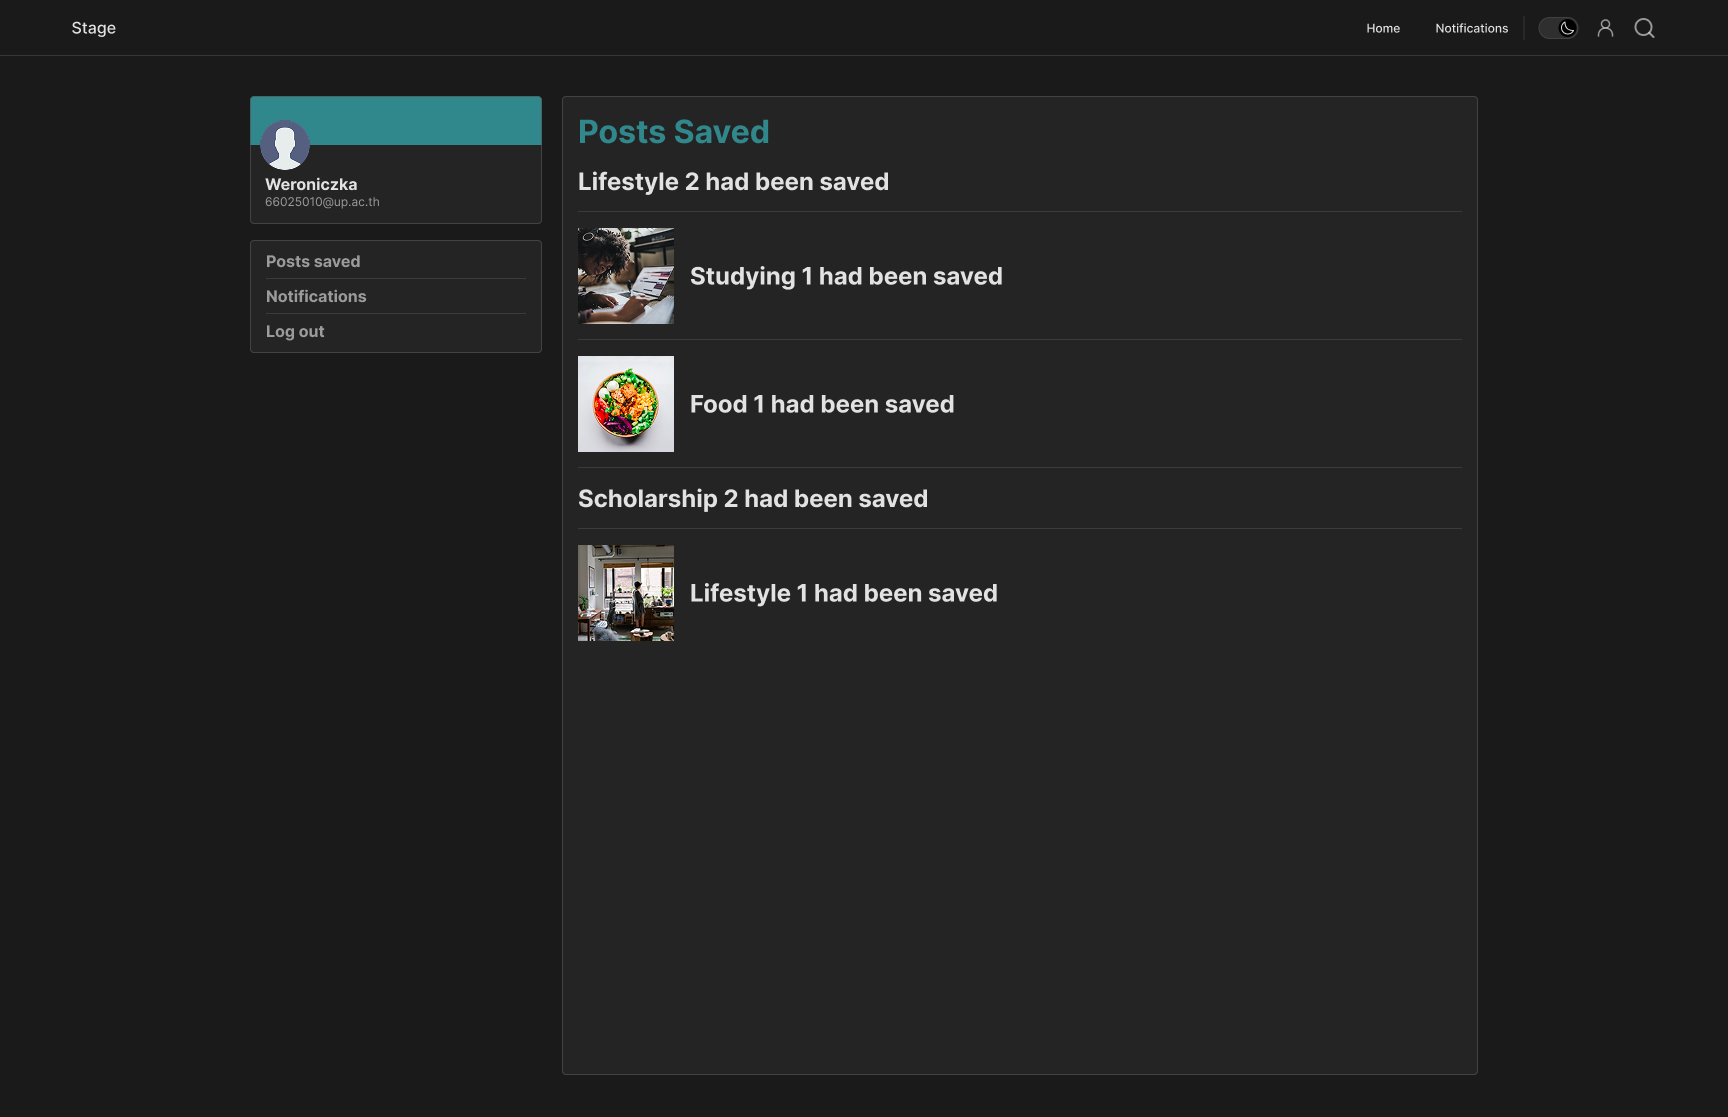 Stage
Home
Notifications
Weroniczka
66025010@up.ac.th
Posts saved
Notifications
Log out
Posts Saved
Lifestyle 2 had been saved
Studying 1 had been saved
Food 1 had been saved
Scholarship 2 had been saved
Lifestyle 1 had been saved